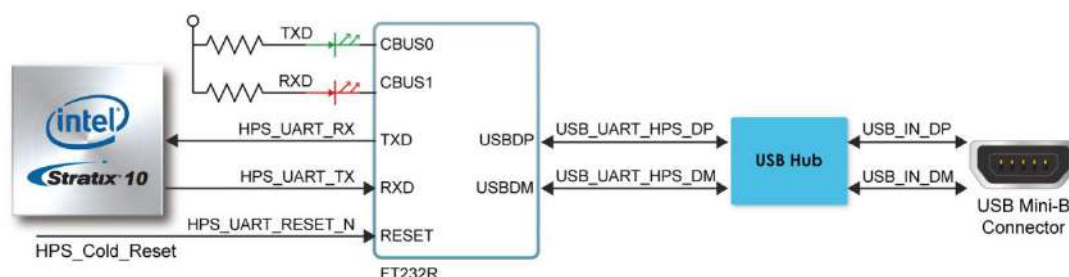 TXD
CBUS0
RXD
CBUS1
intel
Stratix 10
HPS_UART_RX
TXD
HPS_UART_TX
RXD
HPS_UART_RESET_N
RESET
HPS_Cold_Reset
FT232R
USBDP
USB_UART_HPS_DP
USBDM
USB_UART_HPS_DM
USB Hub
USB_IN_DP
USB_IN_DM
USB Mini-B
Connector